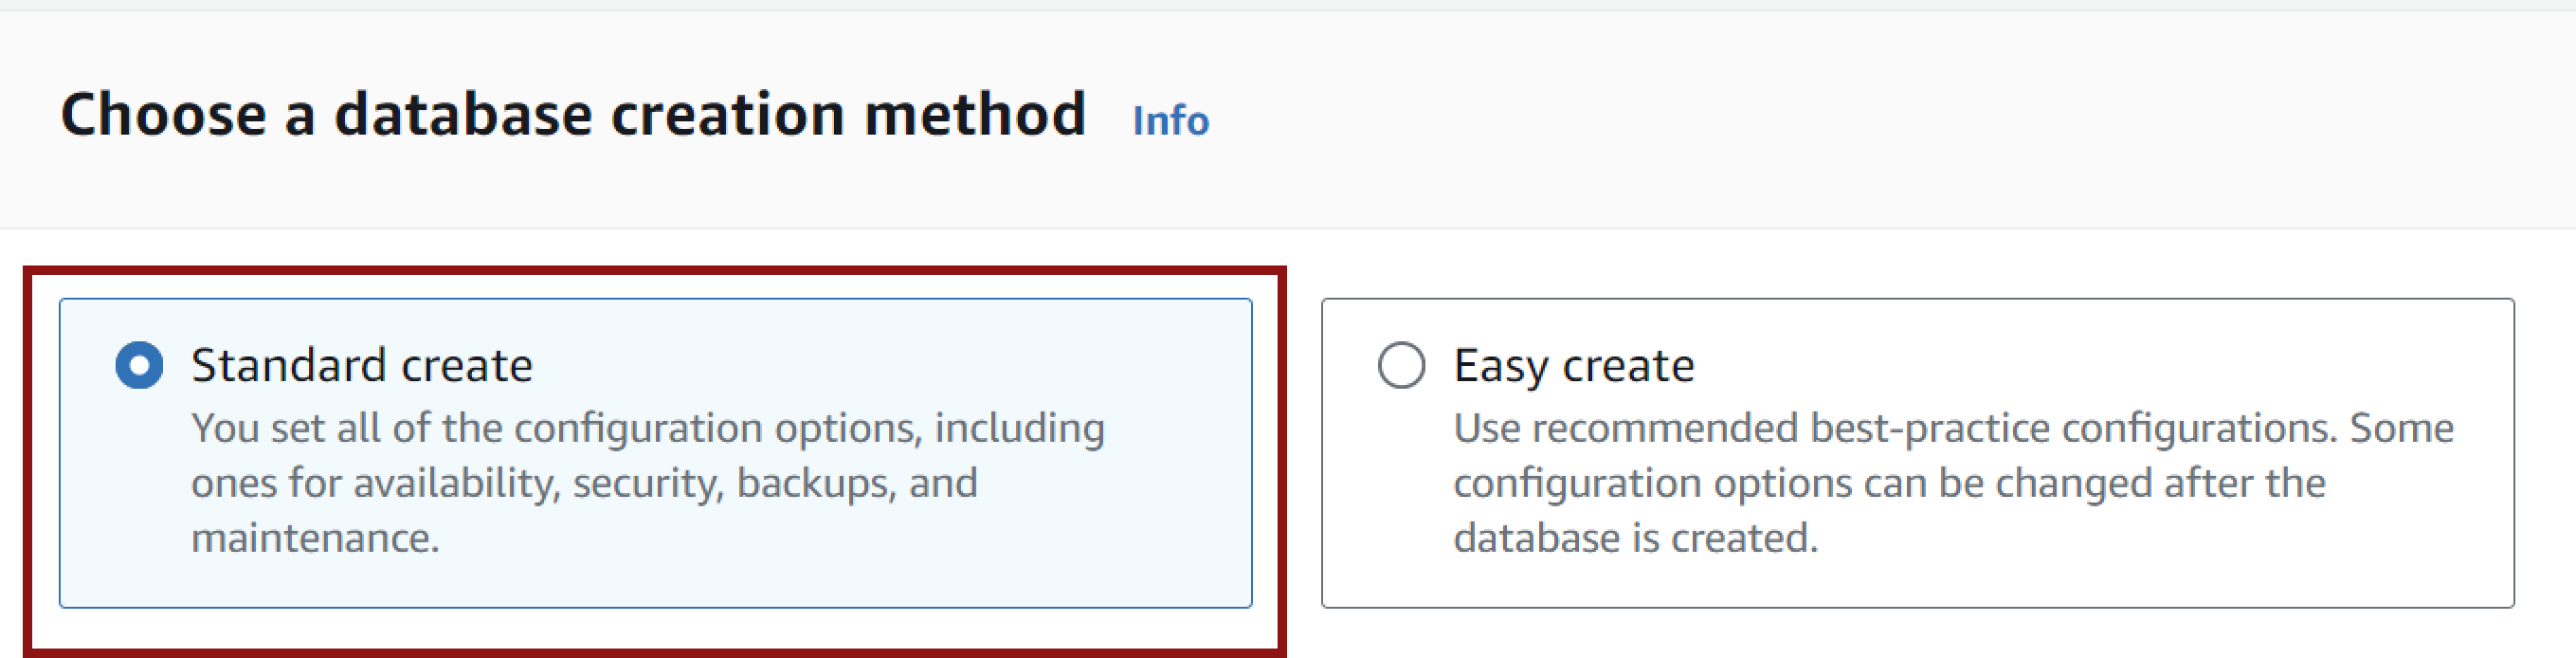 Choose a database creation method Info
Standard create
You set all of the configuration options, including
ones for availability, security, backups, and
maintenance.
Easy create
Use recommended best-practice configurations. Some
configuration options can be changed after the
database is created.